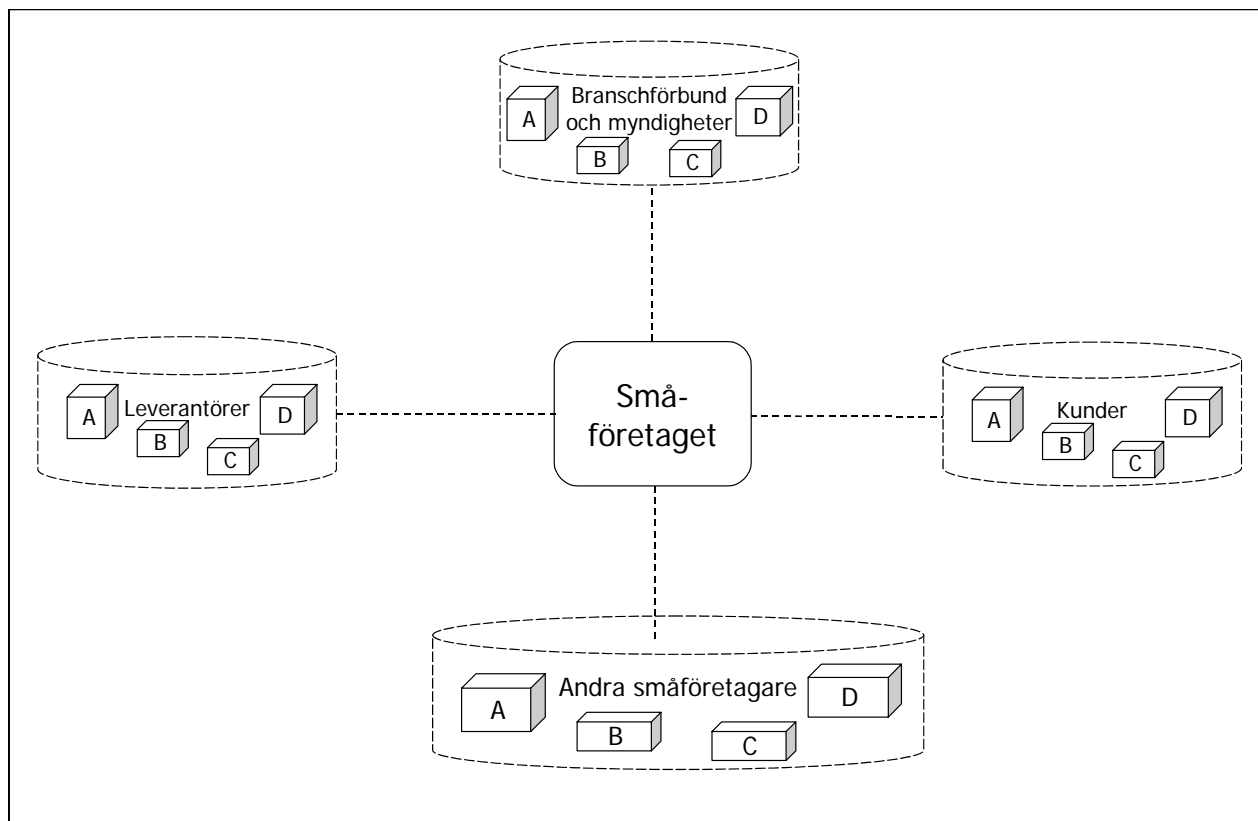 Branschförbund
och myndigheter
A
D
B
C
Leverantörer
A
D
B
C
Små-
företaget
Kunder
A
D
B
C
Andra småföretagare
A
D
B
C